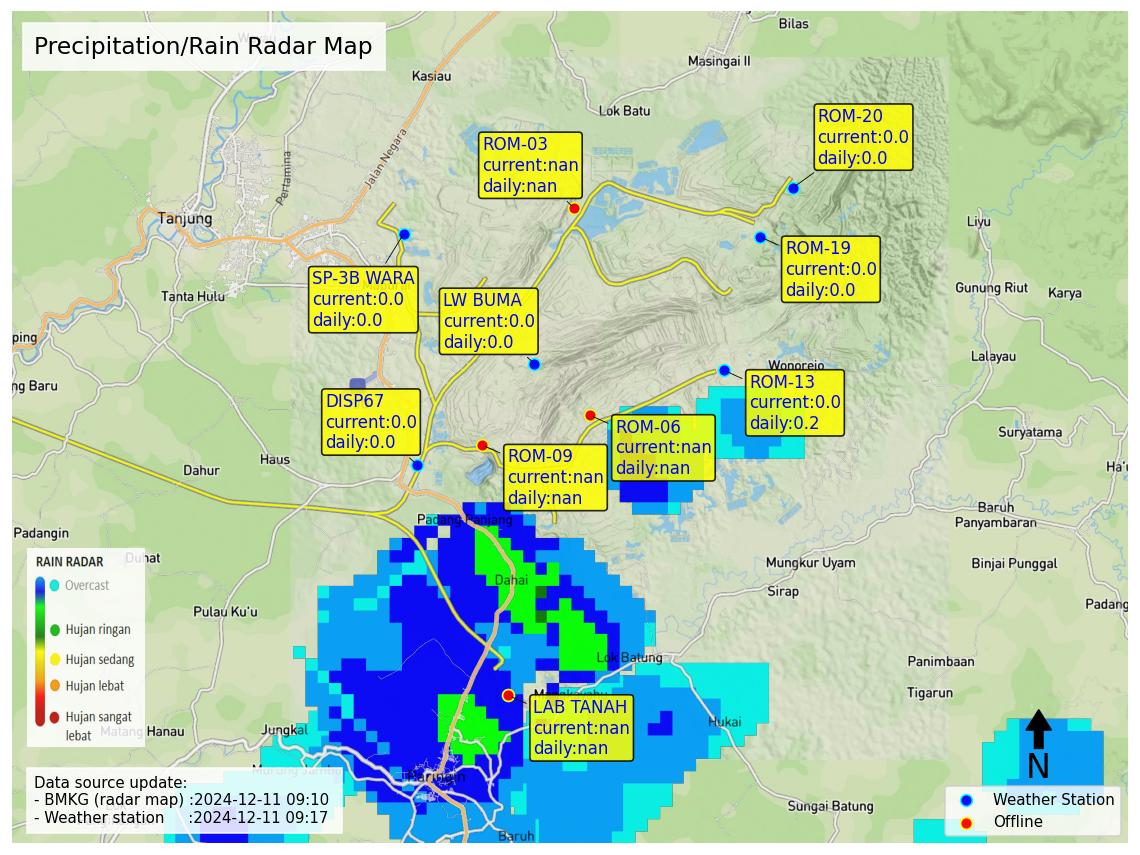 Precipitation/Rain Radar Map
Bilas
Masingai II
Kasiau
Lok Batu
ROM-20
current:0.0
daily:0.0
ROM-03
current:nan
daily:nan
Jalan Negara
Pertamina
Tanjung
Liyu
ROM-19
current:0.0
daily:0.0
SP-3B WARA
current:0.0
daily:0.0
LW BUMA
current:0.0
daily:0.0
Tanta Hulu
Gunung Riut
Karya
ping
Lalayau
Wonorejo
ng Baru
ROM-13
current:0.0
daily:0.2
DISP67
current:0.0
daily:0.0
ROM-06
current:nan
daily:nan
Suryatama
ROM-09
current:nan
daily:nan
Haus
Dahur
Ha'u
Baruh
Panyambaran
Padang Panjang
Padangin
Duhat
Mungkur Uyam
Binjai Punggal
Dahai
Sirap
Padang
Pulau Ku'u
RAIN RADAR
Overcast
Hujan ringan
Hujan sedang
Hujan lebat
Hujan sangat
lebat
Lok Batung
Panimbaan
Tigarun
LAB TANAH
current:nan
daily:nan
Hukai
Matang Hanau
Jungkal
Murung Jambu
Paringin
N
Data source update:
- BMKG (radar map) :2024-12-11 09:10
- Weather station :2024-12-11 09:17
Sungai Batung
Baruh
Weather Station
Offline